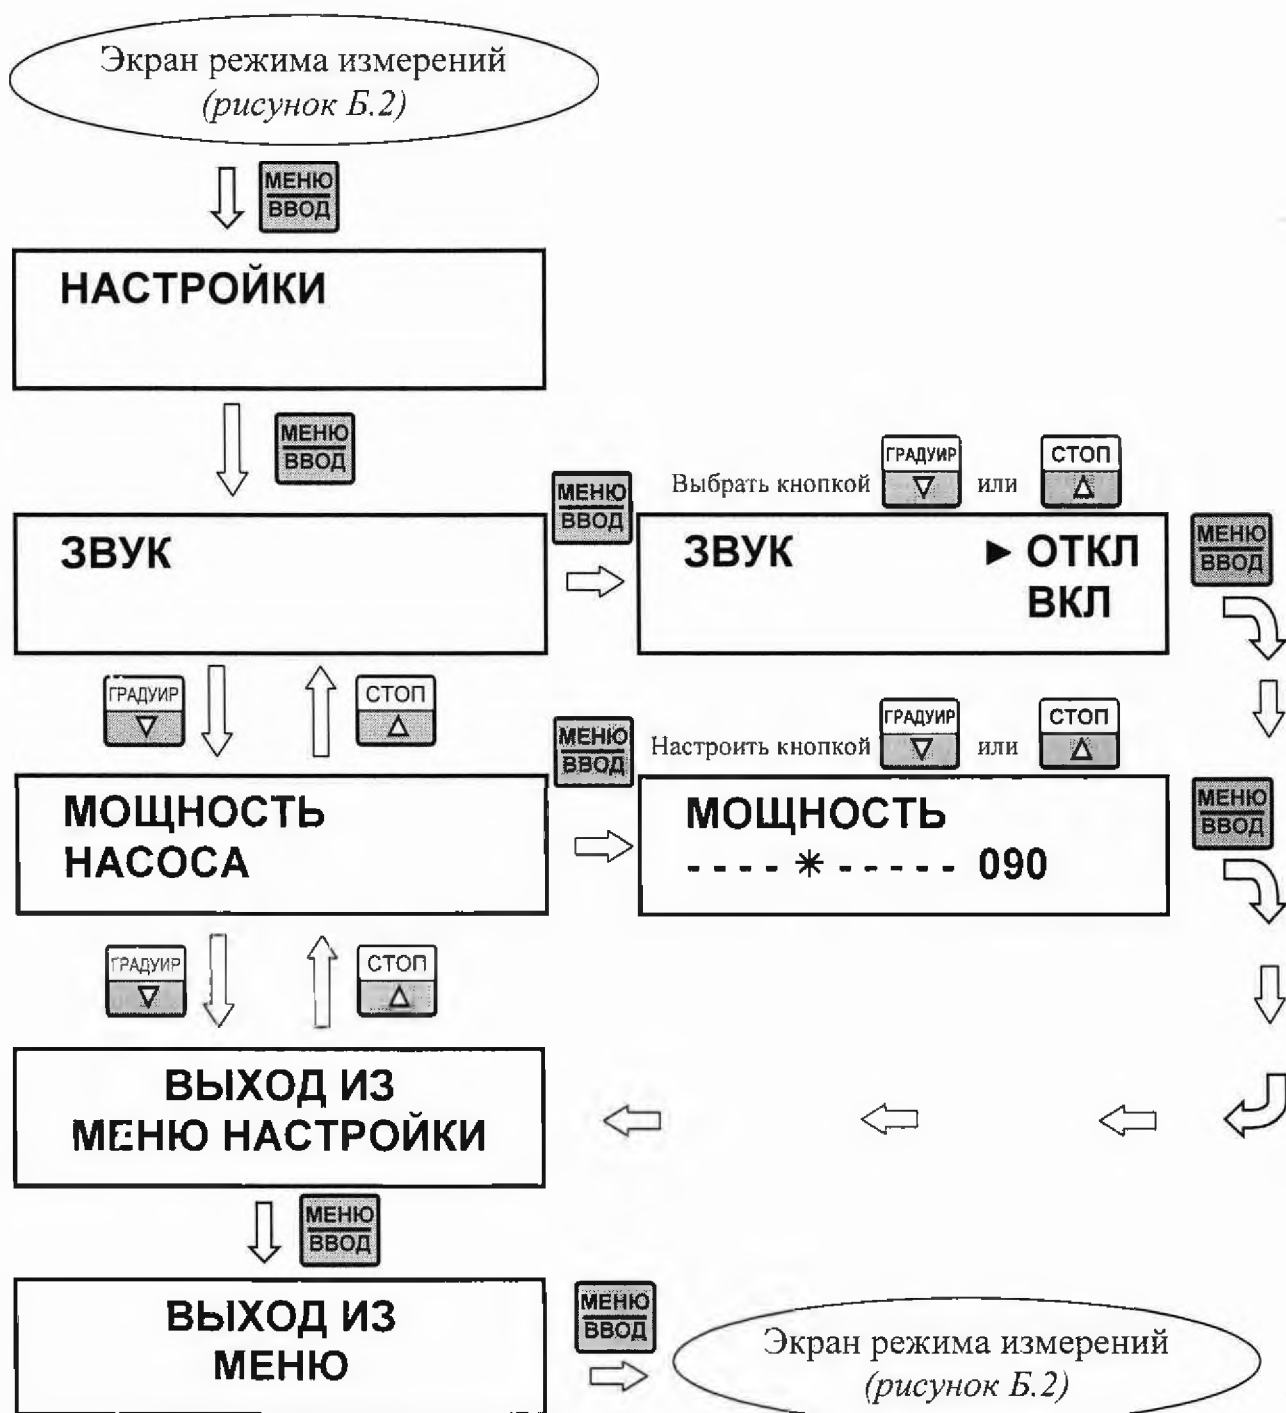 Экран режима измерений
(рисунок Б.2)
МЕНЮ
ВВОД
НАСТРОЙКИ
МЕНЮ
ВВОД
МЕНЮ
ВВОД
Выбрать кнопкой ГРАДУИР ▽ или СТОП △
ЗВУК
ЗВУК ► ОТКЛ
ВКЛ
МЕНЮ
ВВОД
ГРАДУИР ▽
СТОП △
МЕНЮ
ВВОД
Настроить кнопкой ГРАДУИР ▽ или СТОП △
МОЩНОСТЬ
НАСОСА
МОЩНОСТЬ
- - - - * - - - - - 090
МЕНЮ
ВВОД
ГРАДУИР ▽
СТОП △
ВЫХОД ИЗ
МЕНЮ НАСТРОЙКИ
МЕНЮ
ВВОД
ВЫХОД ИЗ
МЕНЮ
МЕНЮ
ВВОД
Экран режима измерений
(рисунок Б.2)